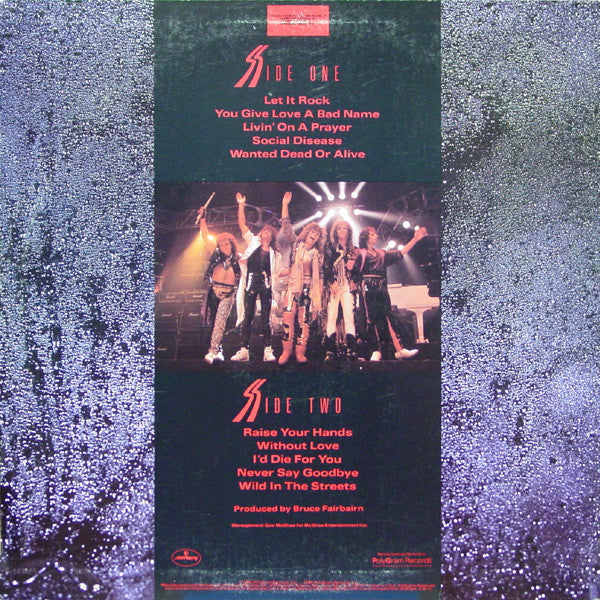 SIDE ONE
Let It Rock
You Give Love A Bad Name
Livin' On A Prayer
Social Disease
Wanted Dead Or Alive
SIDE TWO
Raise Your Hands
Without Love
I'd Die For You
Never Say Goodbye
Wild In The Streets
Produced by Bruce Fairbairn
Management: Doc McGhee for McGhee Entertainment Inc.
mercury
PolyGram Records